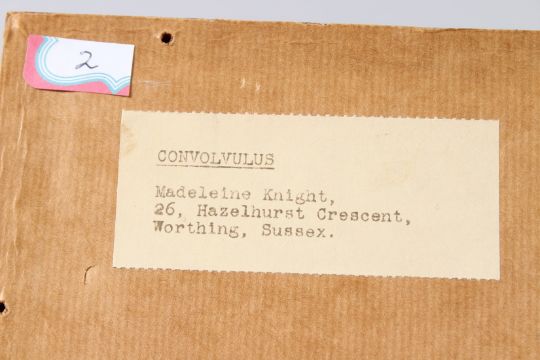 2
CONVOLVULUS
Madeleine Knight,
26, Hazelhurst Crescent,
Worthing, Sussex.